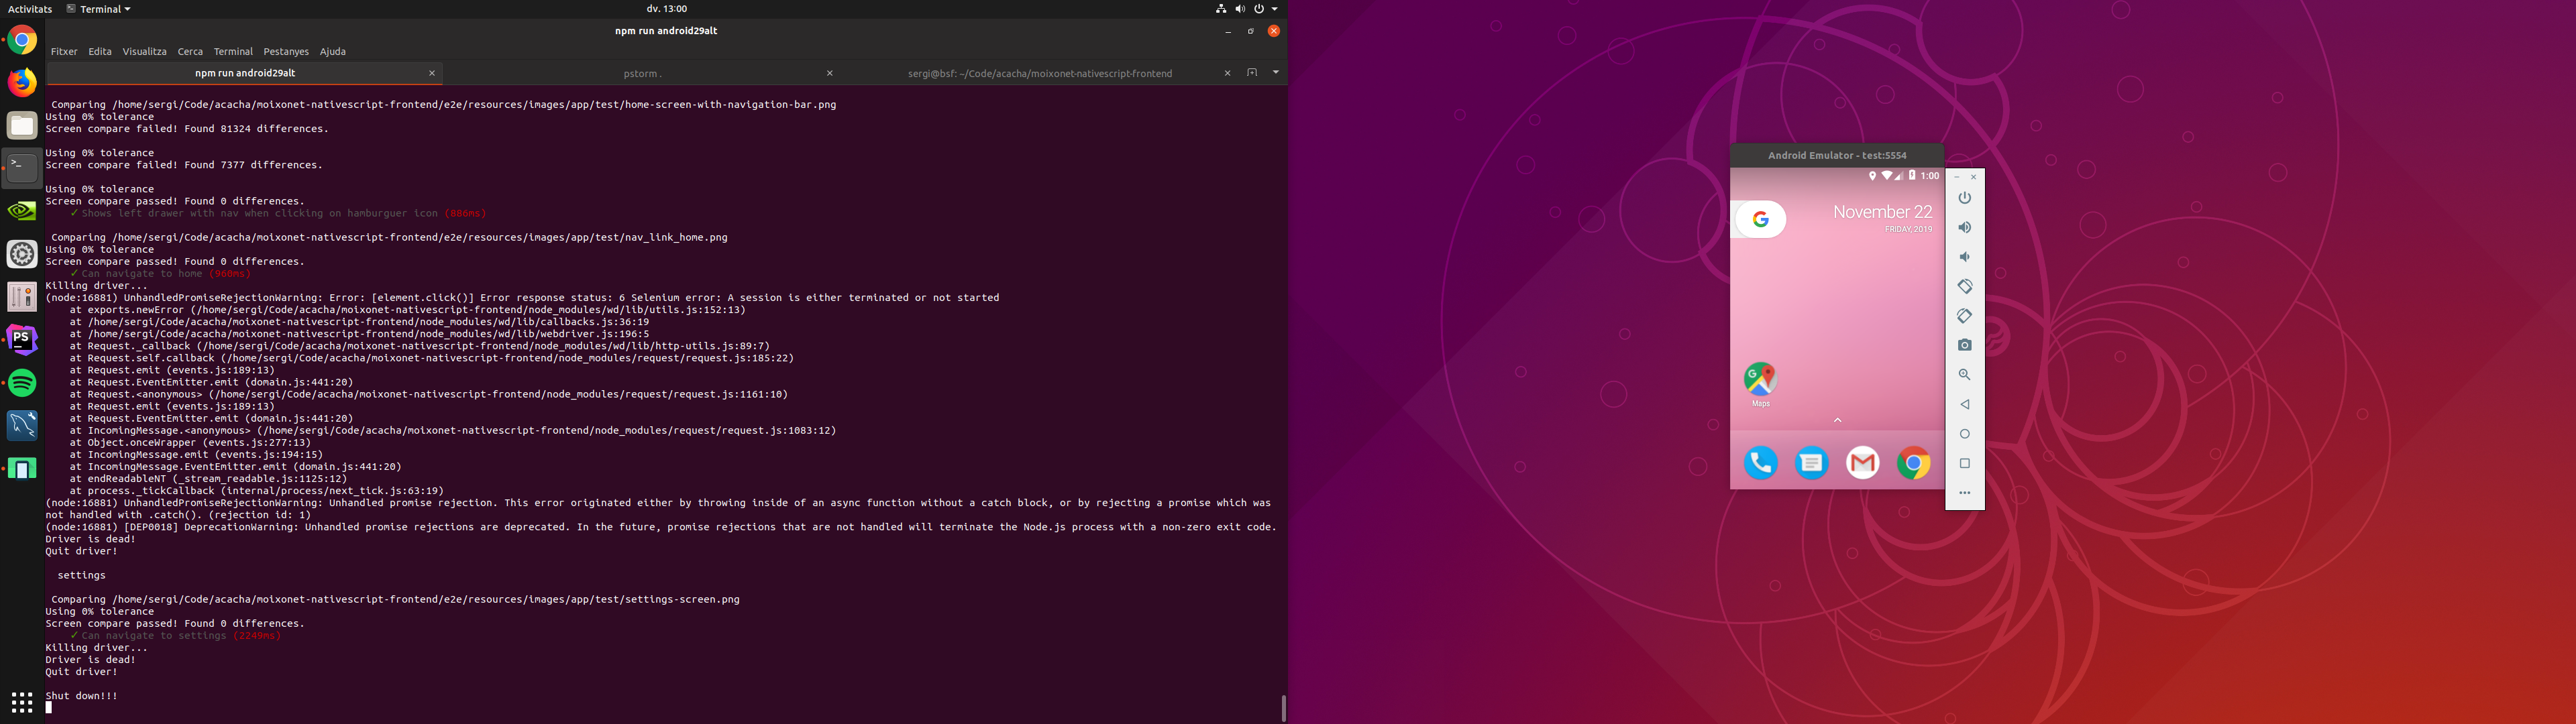 Activitats
Terminal
dv. 13:00
npm run android29alt
Fitxer Edita Visualitza Cerca Terminal Pestanyes Ajuda
npm run android29alt
pstorm .
sergi@bsf: ~/Code/acacha/moixonet-nativescript-frontend
Comparing /home/sergi/Code/acacha/moixonet-nativescript-frontend/e2e/resources/images/app/test/home-screen-with-navigation-bar.png
Using 0% tolerance
Screen compare failed! Found 81324 differences.
Using 0% tolerance
Screen compare failed! Found 7377 differences.
Using 0% tolerance
Screen compare passed! Found 0 differences.
✓ Shows left drawer with nav when clicking on hamburguer icon (886ms)
Comparing /home/sergi/Code/acacha/moixonet-nativescript-frontend/e2e/resources/images/app/test/nav_link_home.png
Using 0% tolerance
Screen compare passed! Found 0 differences.
✓ Can navigate to home (960ms)
Killing driver...
(node:16881) UnhandledPromiseRejectionWarning: Error: [element.click()] Error response status: 6 Selenium error: A session is either terminated or not started
at exports.newError (/home/sergi/Code/acacha/moixonet-nativescript-frontend/node_modules/wd/lib/utils.js:152:13)
at /home/sergi/Code/acacha/moixonet-nativescript-frontend/node_modules/wd/lib/callbacks.js:36:19
at /home/sergi/Code/acacha/moixonet-nativescript-frontend/node_modules/wd/lib/webdriver.js:196:5
at Request._callback (/home/sergi/Code/acacha/moixonet-nativescript-frontend/node_modules/wd/lib/http-utils.js:89:7)
at Request.self.callback (/home/sergi/Code/acacha/moixonet-nativescript-frontend/node_modules/request/request.js:185:22)
at Request.emit (events.js:189:13)
at Request.EventEmitter.emit (domain.js:441:20)
at Request.<anonymous> (/home/sergi/Code/acacha/moixonet-nativescript-frontend/node_modules/request/request.js:1161:10)
at Request.emit (events.js:189:13)
at Request.EventEmitter.emit (domain.js:441:20)
at IncomingMessage.<anonymous> (/home/sergi/Code/acacha/moixonet-nativescript-frontend/node_modules/request/request.js:1083:12)
at Object.onceWrapper (events.js:277:13)
at IncomingMessage.emit (events.js:194:15)
at IncomingMessage.EventEmitter.emit (domain.js:441:20)
at endReadableNT (_stream_readable.js:1125:12)
at process._tickCallback (internal/process/next_tick.js:63:19)
(node:16881) UnhandledPromiseRejectionWarning: Unhandled promise rejection. This error originated either by throwing inside of an async function without a catch block, or by rejecting a promise which was
not handled with .catch(). (rejection id: 1)
(node:16881) [DEP0018] DeprecationWarning: Unhandled promise rejections are deprecated. In the future, promise rejections that are not handled will terminate the Node.js process with a non-zero exit code.
Driver is dead!
Quit driver!
settings
Comparing /home/sergi/Code/acacha/moixonet-nativescript-frontend/e2e/resources/images/app/test/settings-screen.png
Using 0% tolerance
Screen compare passed! Found 0 differences.
✓ Can navigate to settings (2249ms)
Killing driver...
Driver is dead!
Quit driver!
Shut down!!!
PS
Android Emulator - test:5554
1:00
G
November 22
FRIDAY, 2019
Maps